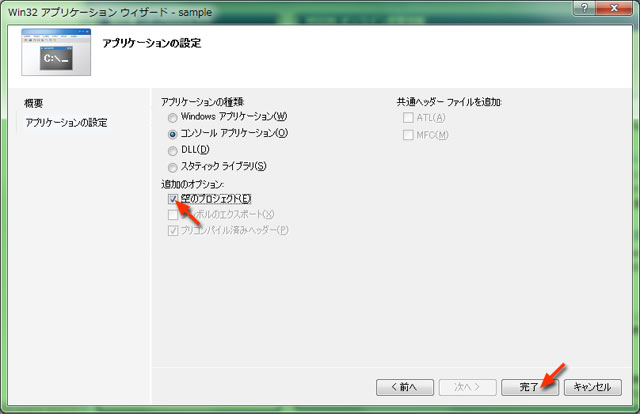 Win32 アプリケーション ウィザード - sample
アプリケーションの設定
C:\_
概要
アプリケーションの設定
アプリケーションの種類:
Windows アプリケーション(W)
コンソール アプリケーション(O)
DLL(D)
スタティック ライブラリ(S)
追加のオプション:
空のプロジェクト(E)
ボルのエクスポート(X)
プリコンパイル済みヘッダー(P)
共通ヘッダー ファイルを追加:
ATL(A)
MFC(M)
< 前へ
次へ >
完了
キャンセル